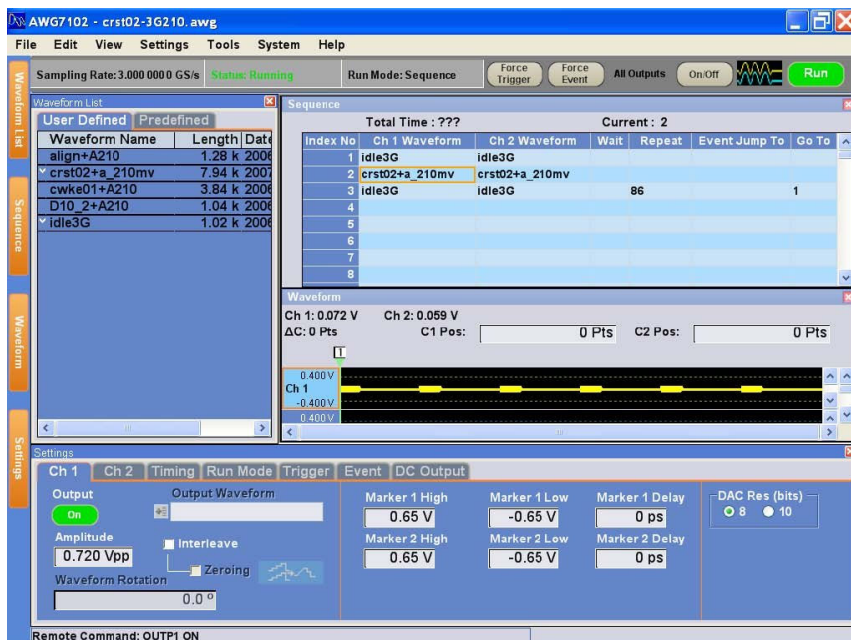 AWG7102 - crst02-3G210.awg
File Edit View Settings Tools System Help
Sampling Rate:3.000 000 0 GS/s Status: Running Run Mode: Sequence Force Trigger Force Event All Outputs On/Off Run
Waveform List
Sequence
Waveform
Settings
Waveform List
User Defined Predefined
Waveform Name Length Date
align+A210 1.28 k 2006
crst02+a_210mv 7.94 k 2007
cwke01+A210 3.84 k 2006
D10_2+A210 1.04 k 2006
idle3G 1.02 k 2006
Sequence
Total Time : ??? Current : 2
Index No Ch 1 Waveform Ch 2 Waveform Wait Repeat Event Jump To Go To
1 idle3G idle3G
2 crst02+a_210mv crst02+a_210mv
3 idle3G idle3G 86 1
4
5
6
7
8
Waveform
Ch 1: 0.072 V Ch 2: 0.059 V
ΔC: 0 Pts C1 Pos: 0 Pts C2 Pos: 0 Pts
1
0.400 V
Ch 1
-0.400 V
0.400 V
Settings
Ch 1 Ch 2 Timing Run Mode Trigger Event DC Output
Output Output Waveform
On
Amplitude
0.720 Vpp
Interleave
Zeroing
Waveform Rotation
0.0 º
Marker 1 High Marker 1 Low Marker 1 Delay
0.65 V -0.65 V 0 ps
Marker 2 High Marker 2 Low Marker 2 Delay
0.65 V -0.65 V 0 ps
DAC Res (bits)
8 10
Remote Command: OUTP1 ON